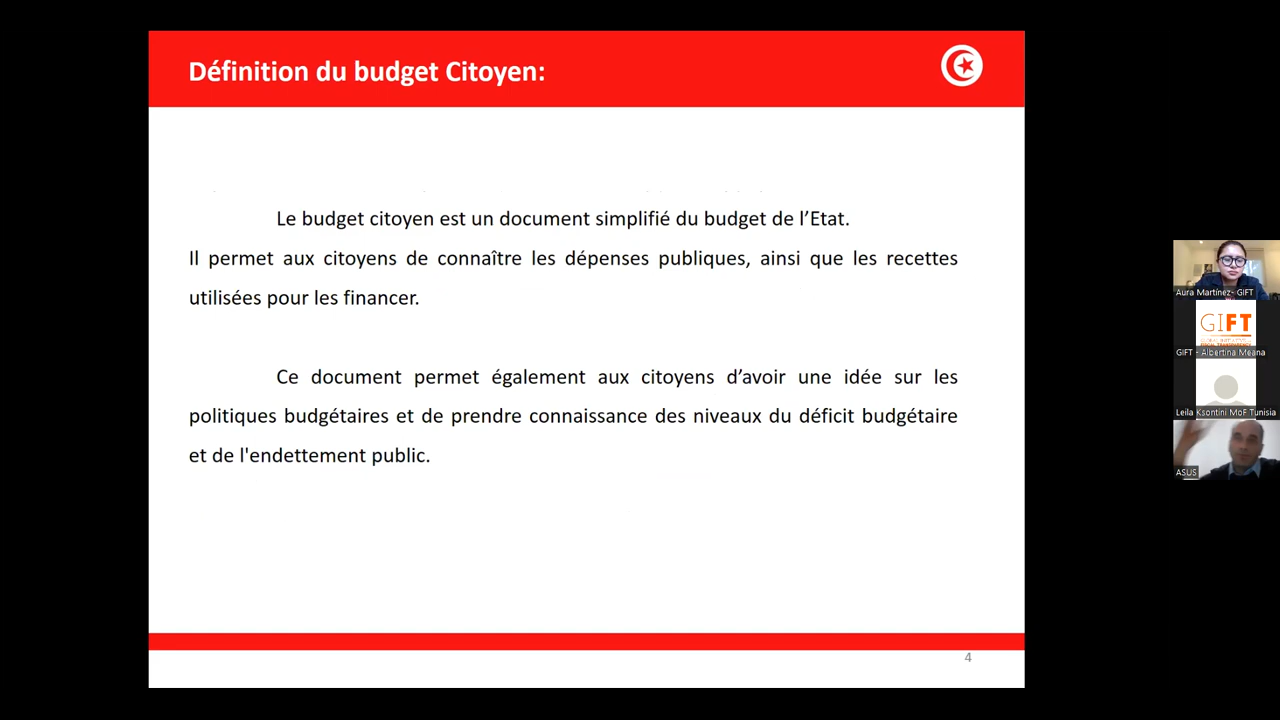 Définition du budget Citoyen:
Le budget citoyen est un document simplifié du budget de l’Etat.
Il permet aux citoyens de connaître les dépenses publiques, ainsi que les recettes
utilisées pour les financer.
Ce document permet également aux citoyens d’avoir une idée sur les
politiques budgétaires et de prendre connaissance des niveaux du déficit budgétaire
et de l'endettement public.
4
Aura Martínez- GIFT
GIFT
GIFT - Albertina Meana
Leila Ksontini MoF Tunisia
ASUS